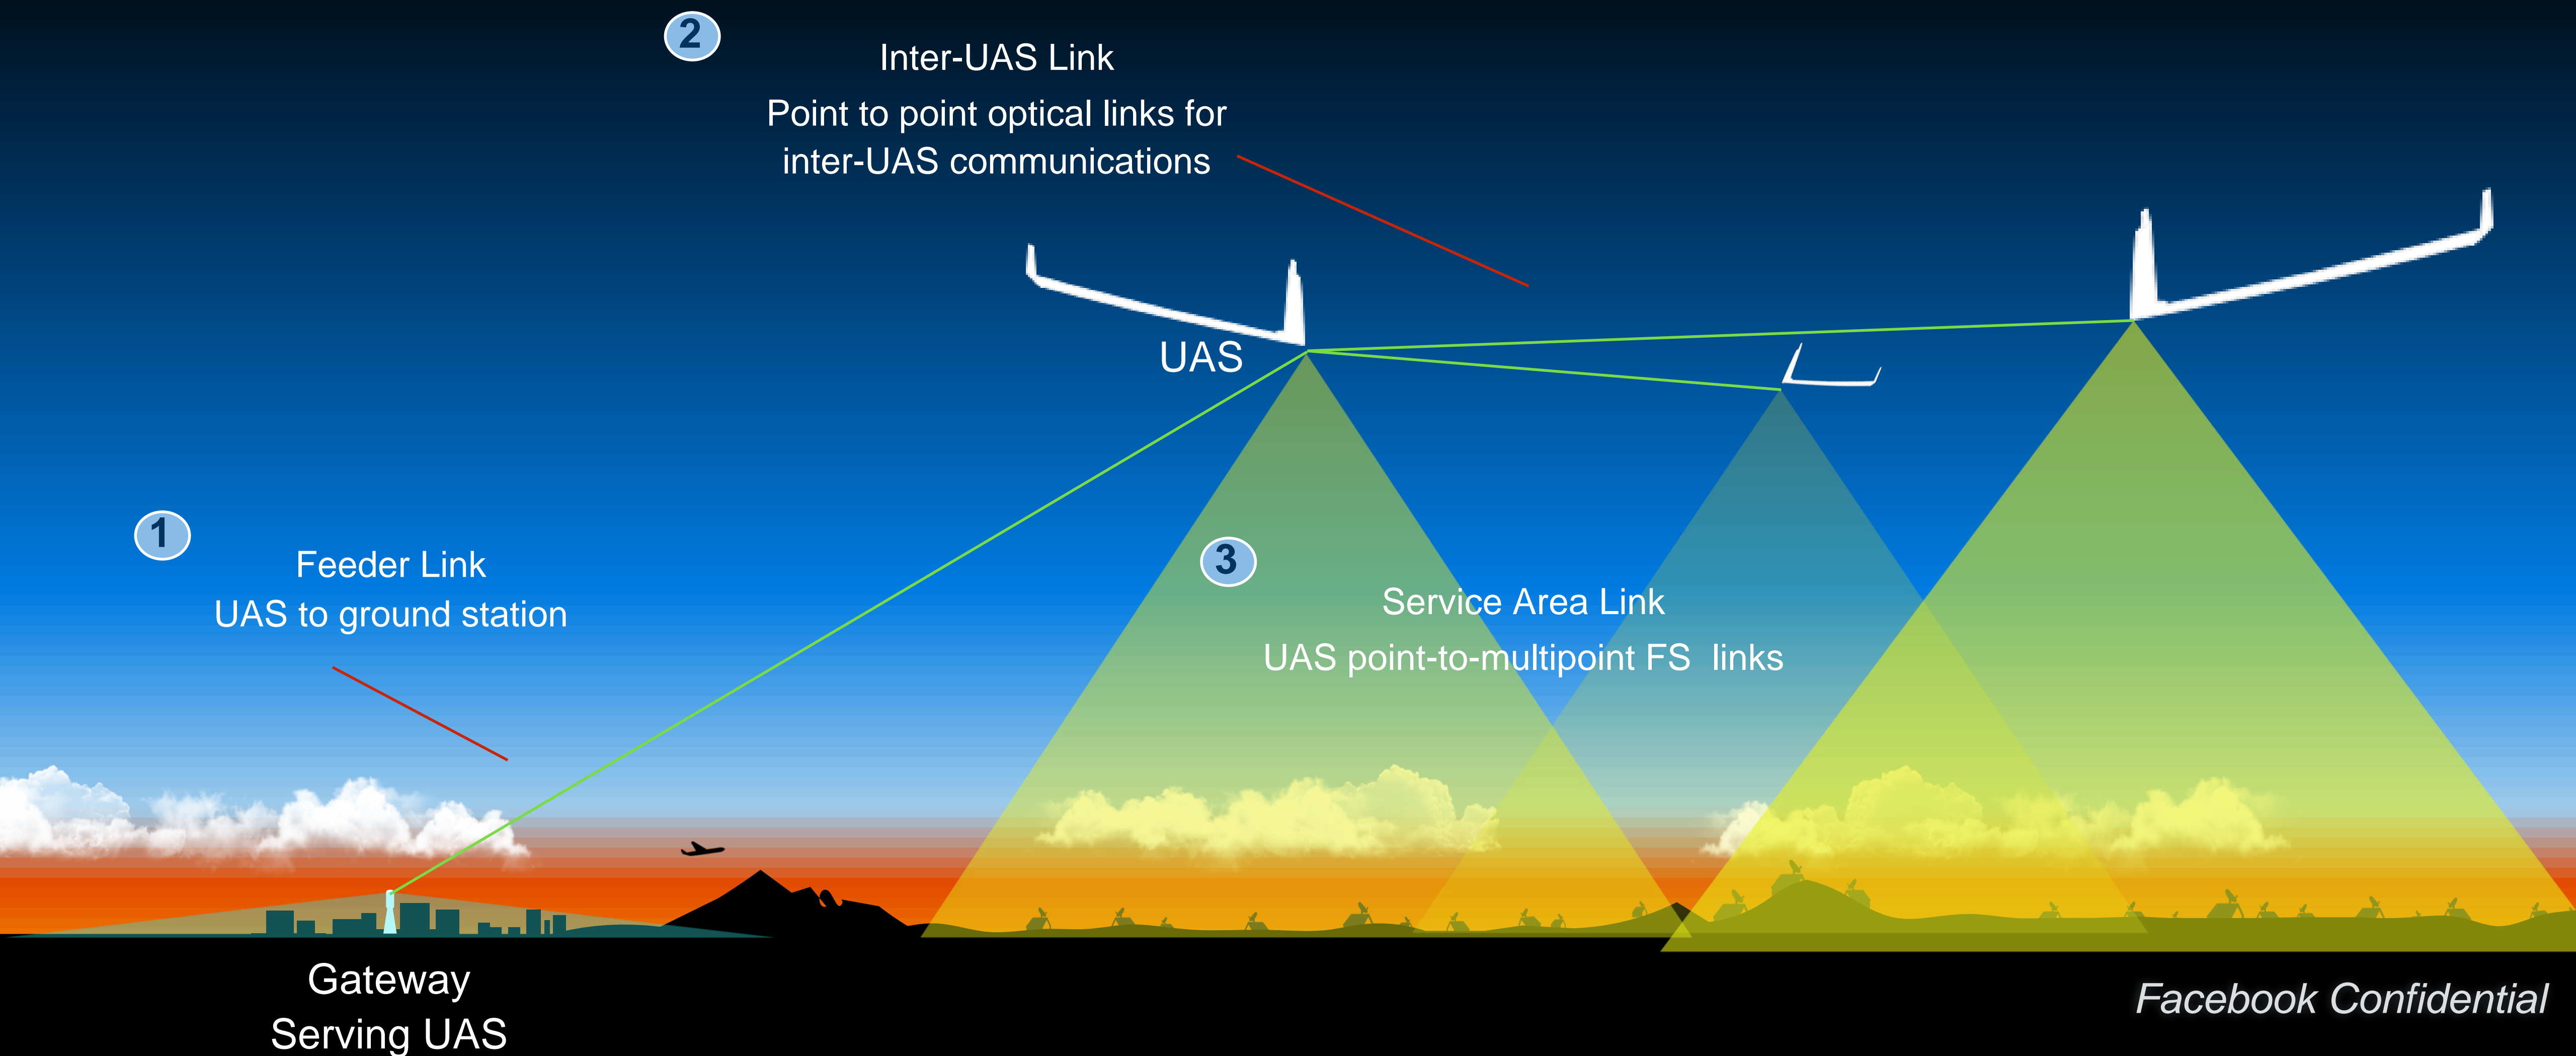 2
Inter-UAS Link
Point to point optical links for
inter-UAS communications
UAS
1
Feeder Link
UAS to ground station
3
Service Area Link
UAS point-to-multipoint FS  links
Gateway
Serving UAS
Facebook Confidential